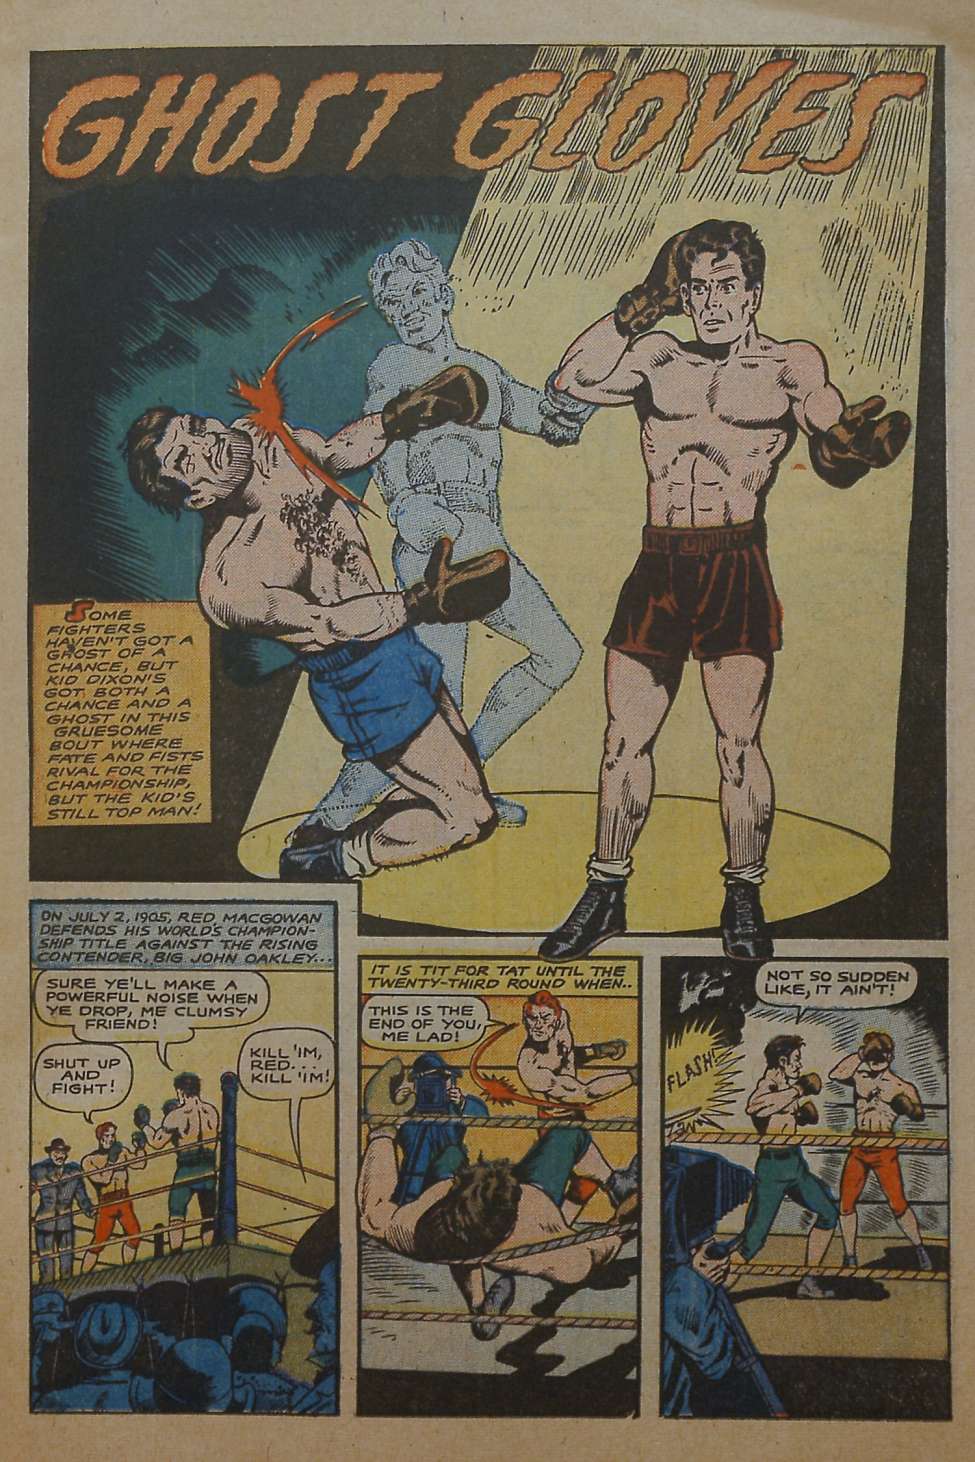 GHOST GLOVES
SOME
FIGHTERS
HAVEN'T GOT A
GHOST OF A
CHANCE, BUT
KID DIXON'S
GOT BOTH A
CHANCE AND A
GHOST IN THIS
GRUESOME
BOUT WHERE
FATE AND FISTS
RIVAL FOR THE
CHAMPIONSHIP,
BUT THE KID'S
STILL TOP MAN!
ON JULY 2, 1905, RED MACGOWAN
DEFENDS HIS WORLD'S CHAMPION-
SHIP TITLE AGAINST THE RISING
CONTENDER, BIG JOHN OAKLEY...
SURE YE'LL MAKE A
POWERFUL NOISE WHEN
YE DROP, ME CLUMSY
FRIEND!
SHUT UP
AND
FIGHT!
KILL 'IM,
RED...
KILL 'IM!
IT IS TIT FOR TAT UNTIL THE
TWENTY-THIRD ROUND WHEN..
THIS IS THE
END OF YOU,
ME LAD!
NOT SO SUDDEN
LIKE, IT AIN'T!
FLASH!